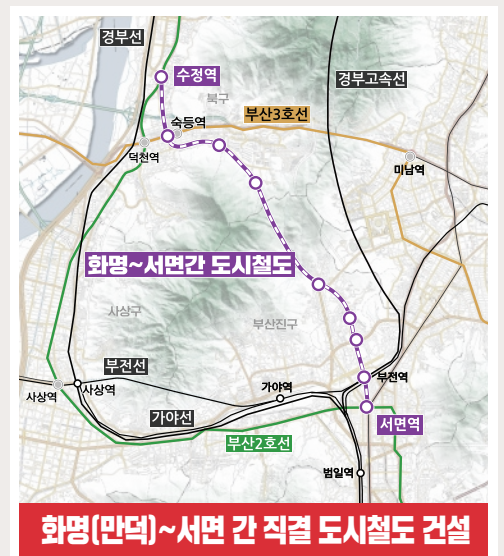 경부선
수정역
경부고속선
북구
부산3호선
숙등역
덕천역
미남역
화명~서면간 도시철도
사상구
부산진구
부전선
부전역
사상역
사상역
가야역
가야선
서면역
부산2호선
범일역
화명(만덕)~서면 간 직결 도시철도 건설